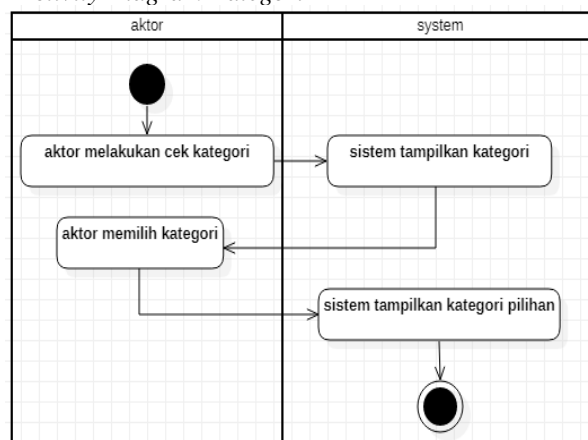 aktor
system
aktor melakukan cek kategori
sistem tampilkan kategori
aktor memilih kategori
sistem tampilkan kategori pilihan